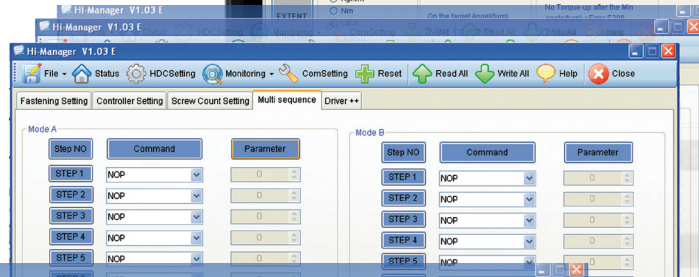 Nm
EXTENT
On the target Angel(turn)
No Torque-up after the Min
Hi-Manager V1.03 E
Hi-Manager V1.03 E
Hi-Manager V1.03 E
File Status HDCSetting Monitoring ComSetting Reset Read All Write All Help Close
Fastening Setting Controller Setting Screw Count Setting Multi sequence Driver ++
Mode A Mode B
Step NO Command Parameter Step NO Command Parameter
STEP 1 NOP 0 STEP 1 NOP 0
STEP 2 NOP 0 STEP 2 NOP 0
STEP 3 NOP 0 STEP 3 NOP 0
STEP 4 NOP 0 STEP 4 NOP 0
STEP 5 NOP 0 STEP 5 NOP 0